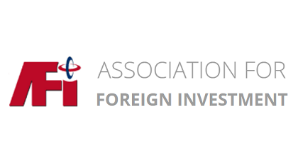 AFi
ASSOCIATION FOR
FOREIGN INVESTMENT